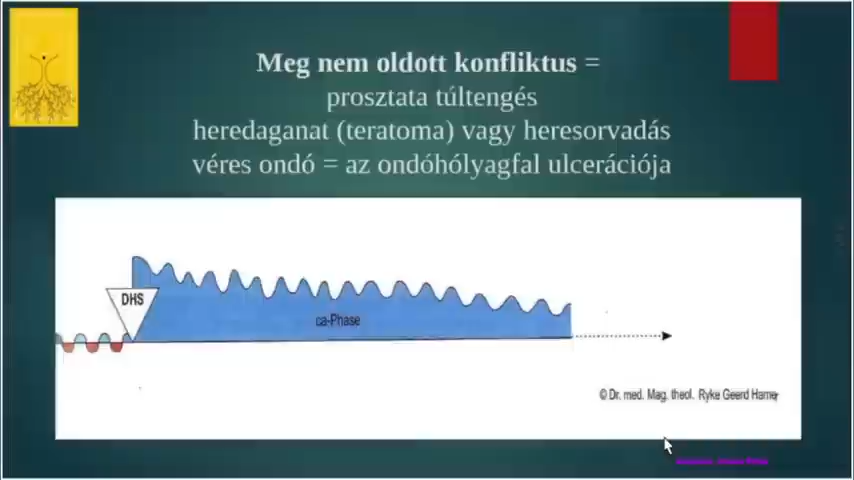 Meg nem oldott konfliktus =
prosztata túltengés
heredaganat (teratoma) vagy heresorvadás
véres ondó = az ondóhólyagfal ulcerációja
DHS
ca-Phase
© Dr. med. Mag. theol. Ryke Geerd Hamer